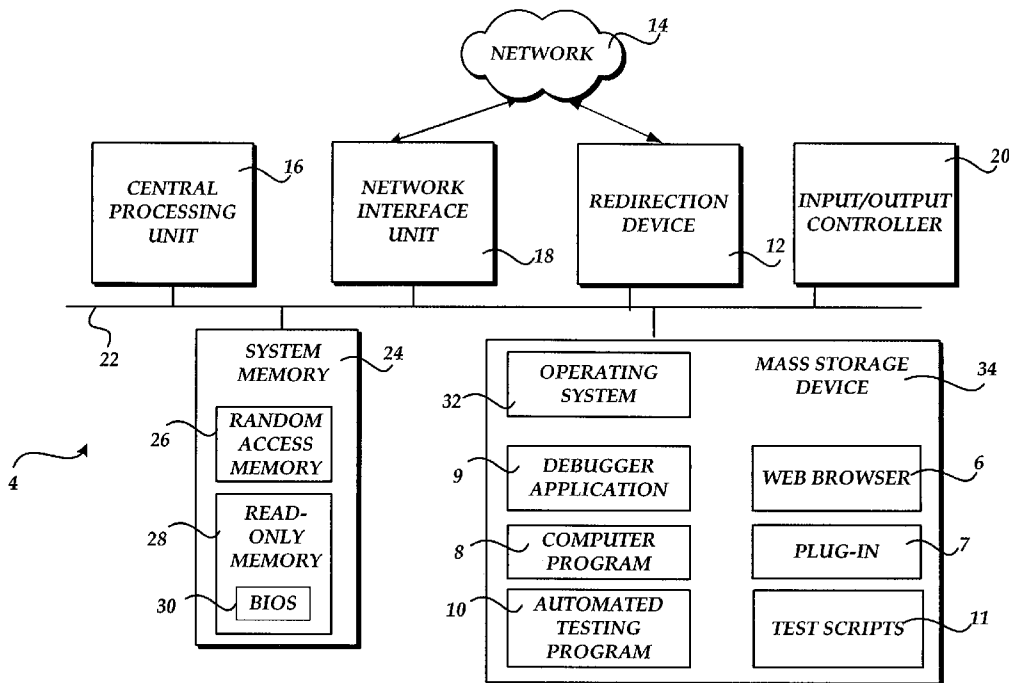 14
NETWORK
16
CENTRAL
PROCESSING
UNIT
NETWORK
INTERFACE
UNIT
18
REDIRECTION
DEVICE
12
20
INPUT/OUTPUT
CONTROLLER
22
SYSTEM
MEMORY
24
26
RANDOM
ACCESS
MEMORY
28
READ-
ONLY
MEMORY
30
BIOS
4
OPERATING
SYSTEM
32
MASS STORAGE
DEVICE
34
9
DEBUGGER
APPLICATION
WEB BROWSER
6
8
COMPUTER
PROGRAM
PLUG-IN
7
10
AUTOMATED
TESTING
PROGRAM
TEST SCRIPTS
11